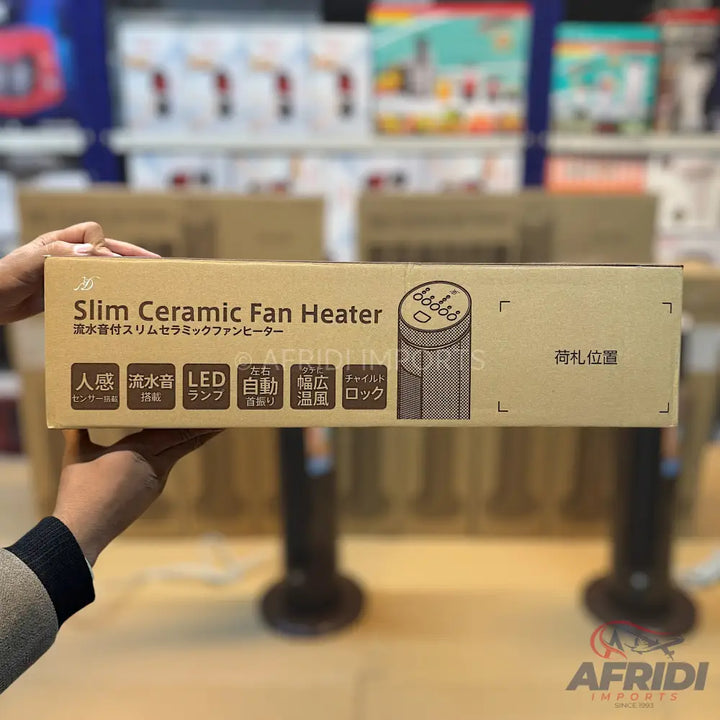 Slim Ceramic Fan Heater
流水音付スリムセラミックファンヒーター
© AFRIDI IMPORTS
人感
センサー搭載
流水音
搭載
LED
ランプ
左右
自動
首振り
タテに
幅広
温風
チャイルド
ロック
荷札位置
AFRIDI
IMPORTS
SINCE 1993